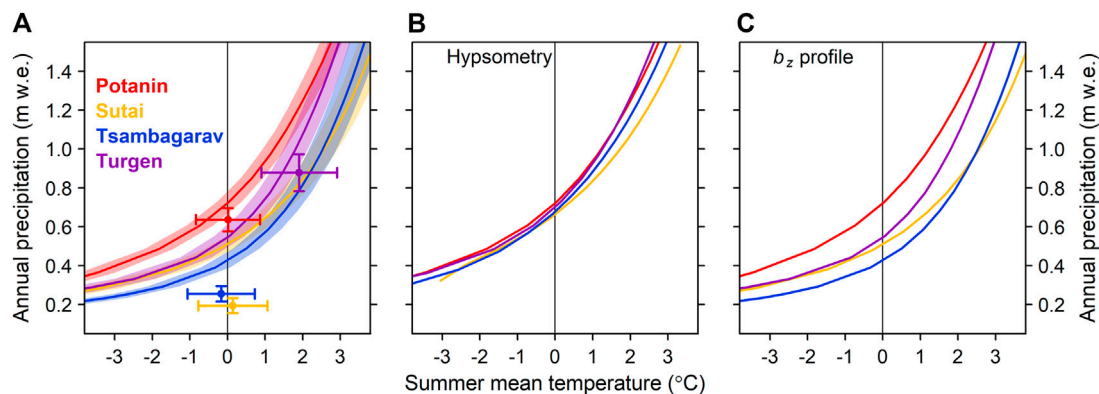 A
B
C
Hypsometry
b_z profile
Potanin
Sutai
Tsambagarav
Turgen
Annual precipitation (m w.e.)
1.4
1.2
1.0
0.8
0.6
0.4
0.2
1.4
1.2
1.0
0.8
0.6
0.4
0.2
Annual precipitation (m w.e.)
-3 -2 -1 0 1 2 3
-3 -2 -1 0 1 2 3
-3 -2 -1 0 1 2 3
Summer mean temperature (°C)